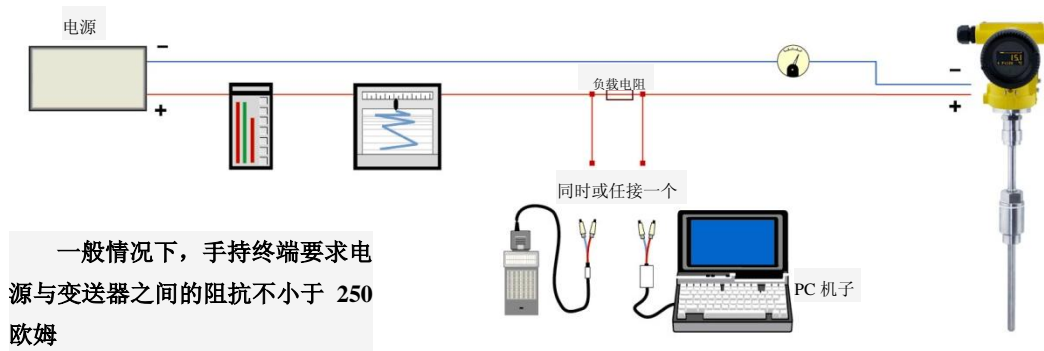 电源
−
+
负载电阻
−
+
同时或任接一个
PC 机子
一般情况下，手持终端要求电
源与变送器之间的阻抗不小于 250
欧姆